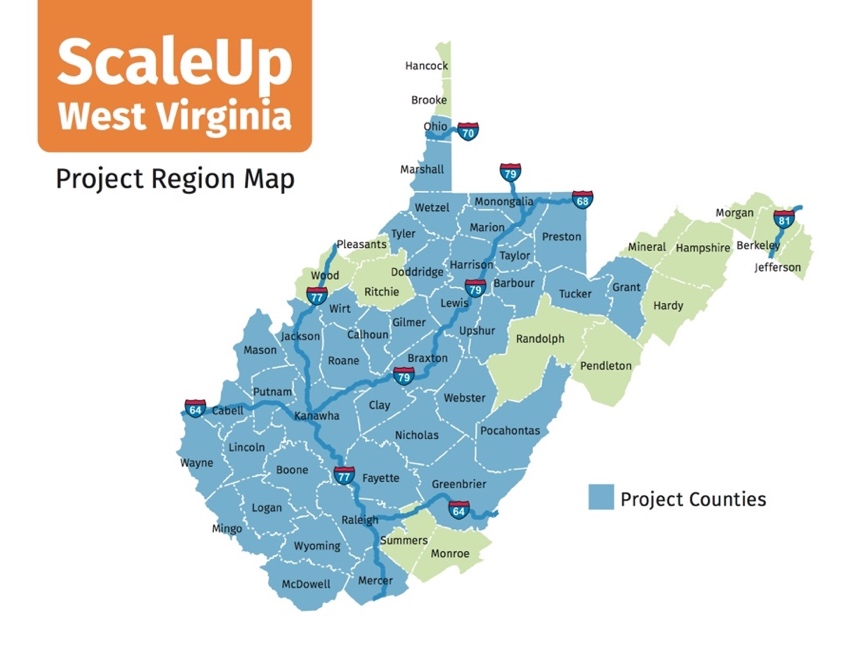 ScaleUp
West Virginia
Project Region Map
Hancock
Brooke
Ohio
70
Marshall
79
Wetzel
Monongalia
68
Marion
Tyler
Preston
Pleasants
Taylor
Harrison
Doddridge
Wood
Ritchie
Barbour
79
77
Wirt
Lewis
Tucker
Grant
Mineral
Hampshire
Morgan
Berkeley
81
Jefferson
Hardy
Gilmer
Calhoun
Upshur
Randolph
Jackson
Mason
Roane
Braxton
Pendleton
79
Putnam
Webster
64
Cabell
Kanawha
Clay
Nicholas
Pocahontas
Lincoln
Wayne
Boone
77
Fayette
Greenbrier
Logan
64
Raleigh
Mingo
Wyoming
Summers
Monroe
McDowell
Mercer
Project Counties